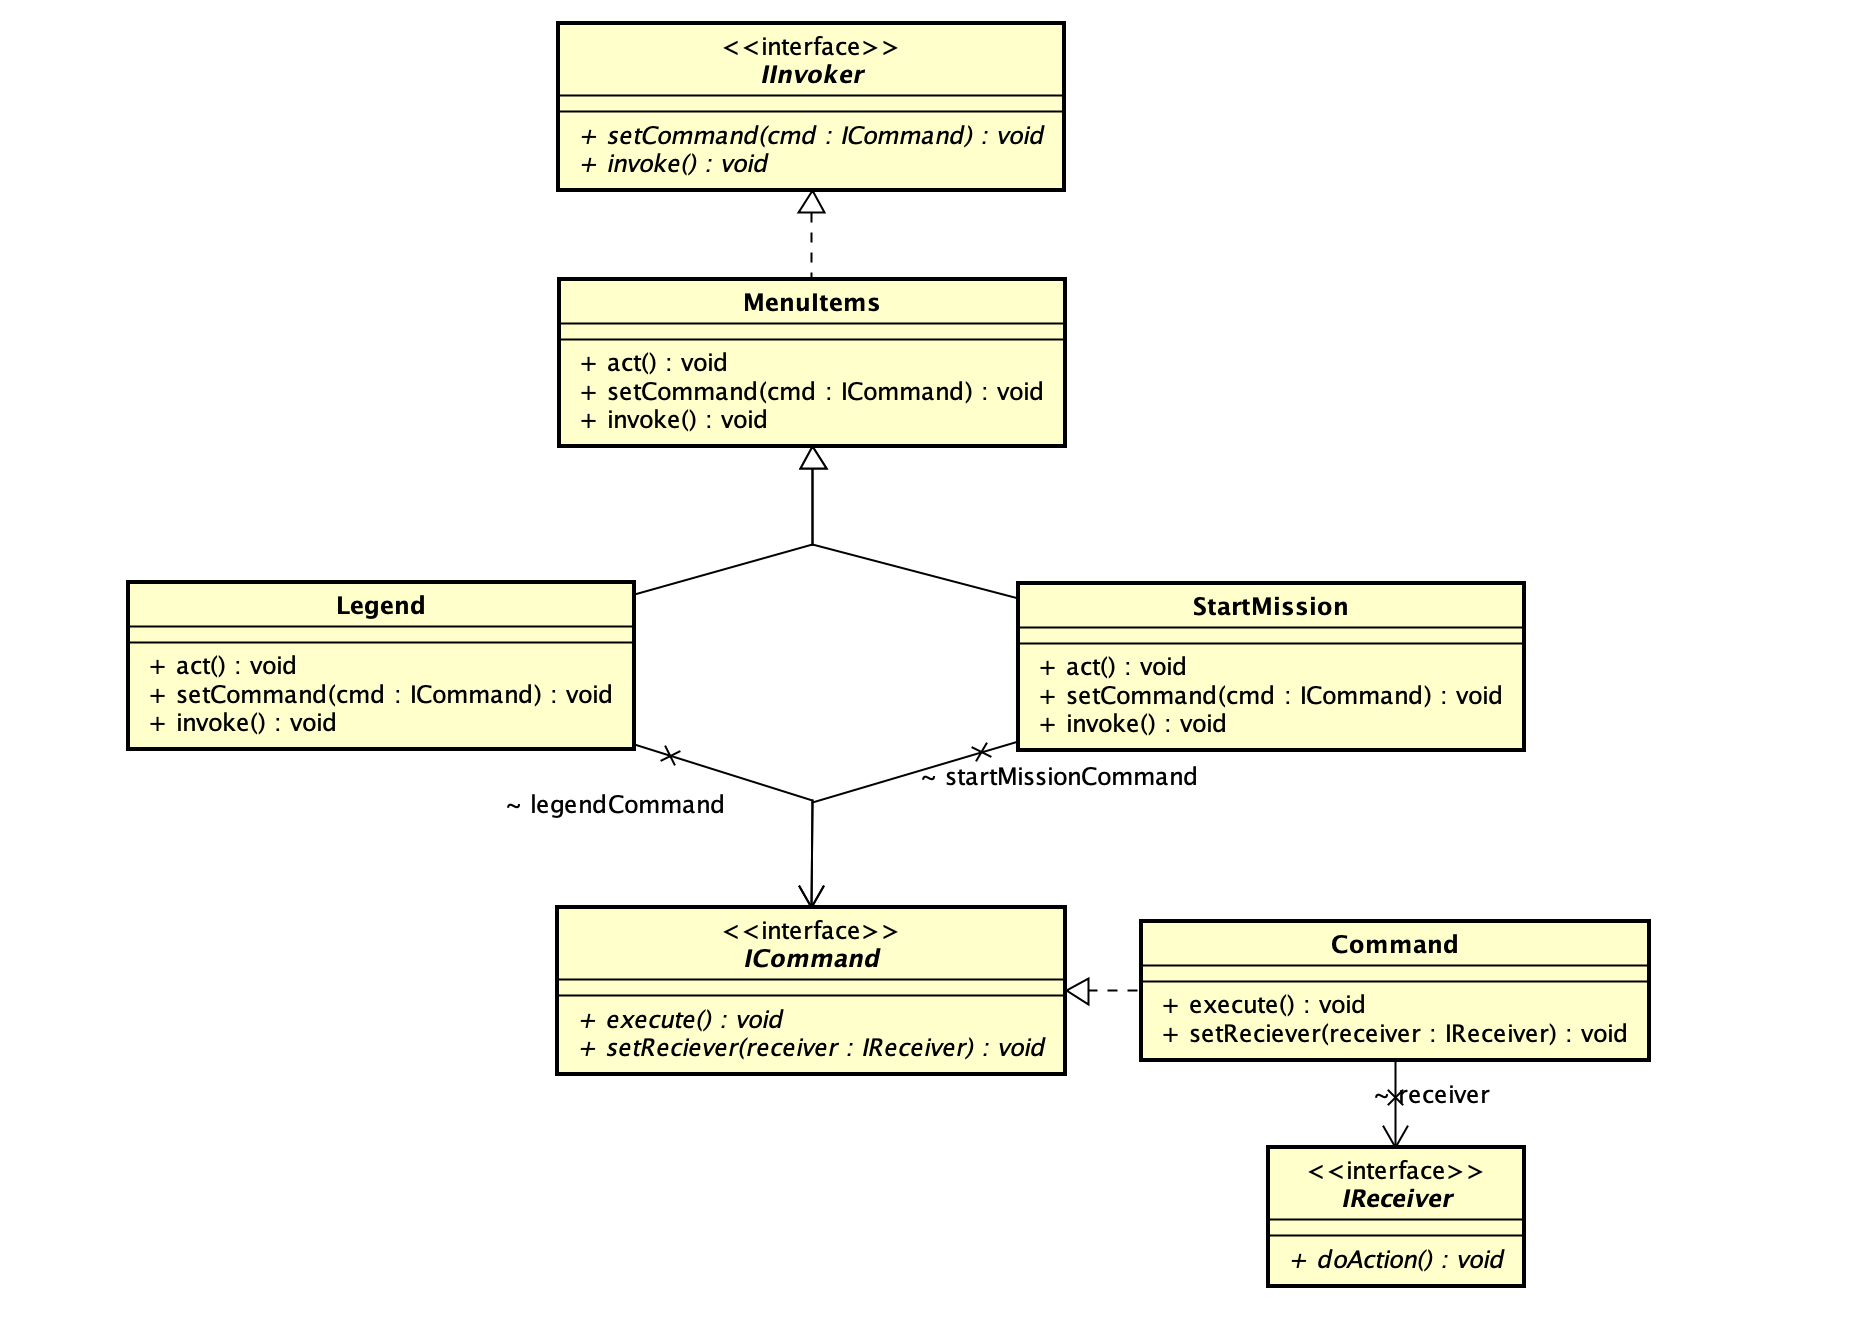 <<interface>>
IInvoker
+ setCommand(cmd : ICommand) : void
+ invoke() : void
MenuItems
+ act() : void
+ setCommand(cmd : ICommand) : void
+ invoke() : void
Legend
+ act() : void
+ setCommand(cmd : ICommand) : void
+ invoke() : void
StartMission
+ act() : void
+ setCommand(cmd : ICommand) : void
+ invoke() : void
~ legendCommand
~ startMissionCommand
<<interface>>
ICommand
+ execute() : void
+ setReciever(receiver : IReceiver) : void
Command
+ execute() : void
+ setReciever(receiver : IReceiver) : void
~ receiver
<<interface>>
IReceiver
+ doAction() : void